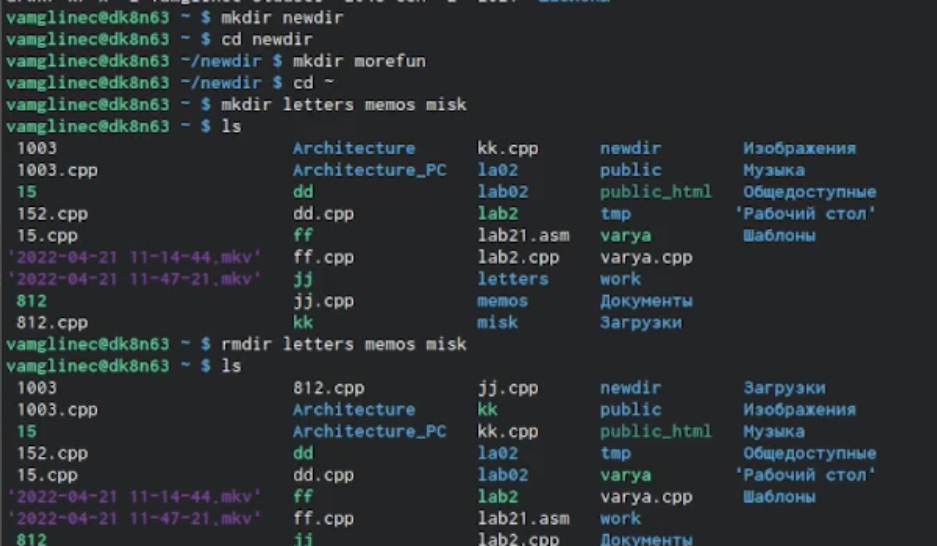 vamglinec@dk8n63 ~ $ mkdir newdir
vamglinec@dk8n63 ~ $ cd newdir
vamglinec@dk8n63 ~/newdir $ mkdir morefun
vamglinec@dk8n63 ~/newdir $ cd ~
vamglinec@dk8n63 ~ $ mkdir letters memos misk
vamglinec@dk8n63 ~ $ ls
1003 Architecture kk.cpp newdir Изображения
1003.cpp Architecture_PC la02 public Музыка
15 dd lab02 public_html Общедоступные
152.cpp dd.cpp lab2 tmp 'Рабочий стол'
15.cpp ff lab21.asm varya Шаблоны
'2022-04-21 11-14-44.mkv' ff.cpp lab2.cpp varya.cpp
'2022-04-21 11-47-21.mkv' jj letters work
812 jj.cpp memos Документы
812.cpp kk misk Загрузки
vamglinec@dk8n63 ~ $ rmdir letters memos misk
vamglinec@dk8n63 ~ $ ls
1003 812.cpp jj.cpp newdir Загрузки
1003.cpp Architecture kk public Изображения
15 Architecture_PC kk.cpp public_html Музыка
152.cpp dd la02 tmp Общедоступные
15.cpp dd.cpp lab02 varya 'Рабочий стол'
'2022-04-21 11-14-44.mkv' ff lab2 varya.cpp Шаблоны
'2022-04-21 11-47-21.mkv' ff.cpp lab21.asm work
812 jj lab2.cpp Документы